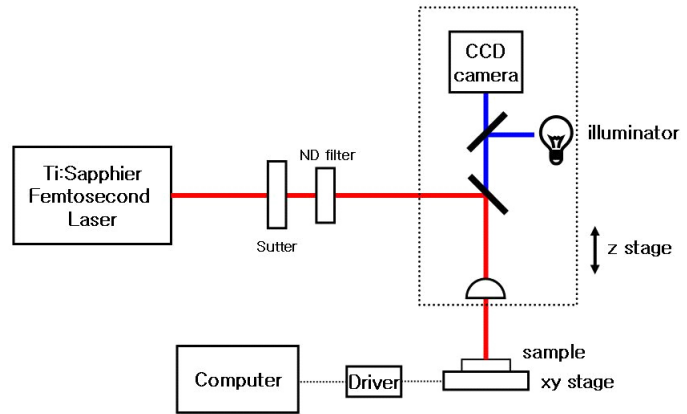 CCD
camera
illuminator
Ti:Sapphier
Femtosecond
Laser
ND filter
Sutter
z stage
sample
xy stage
Computer
Driver